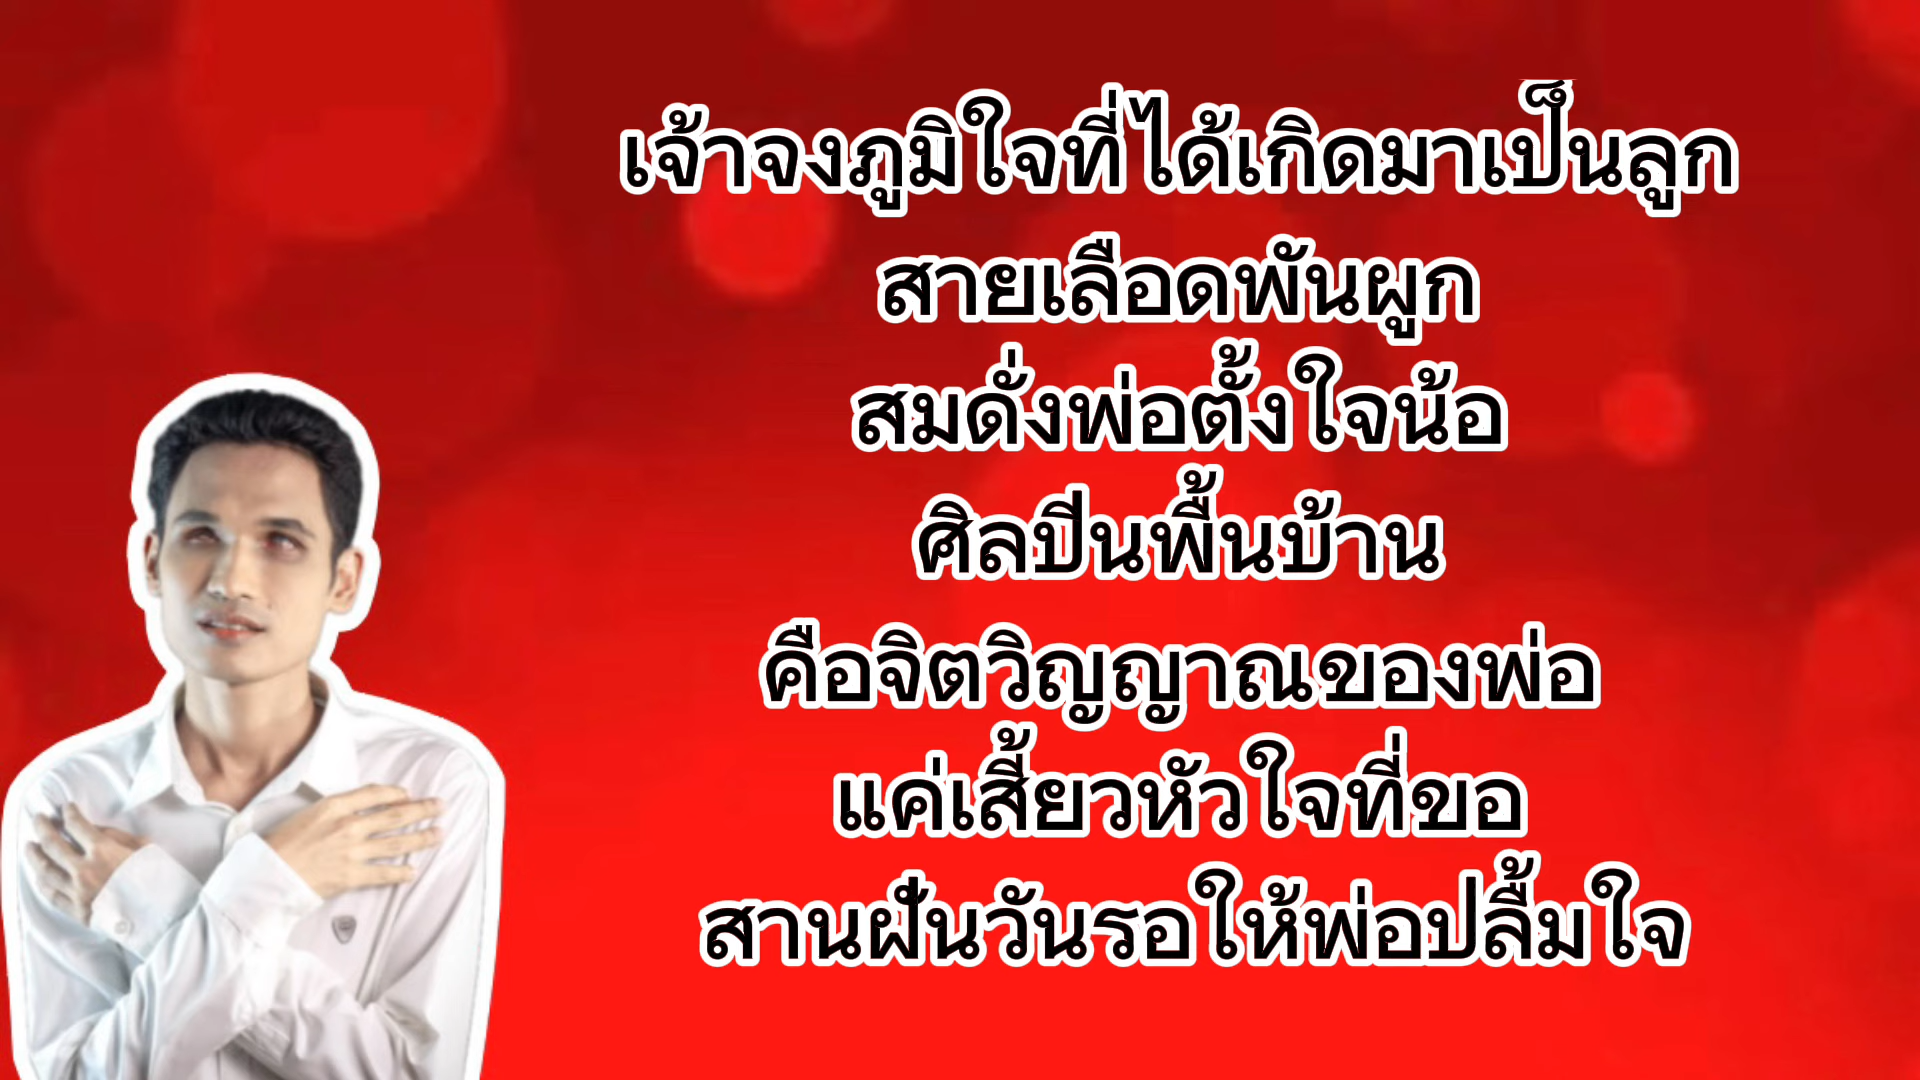 เจ้าจงภูมิใจที่ได้เกิดมาเป็นลูก
สายเลือดพันผูก
สมดั่งพ่อตั้งใจน้อ
ศิลปีนพื้นบ้าน
คือจิตวิญญาณของพ่อ
แค่เสี้ยวหัวใจที่ขอ
สานฝันวันรอให้พ่อปลื้มใจ